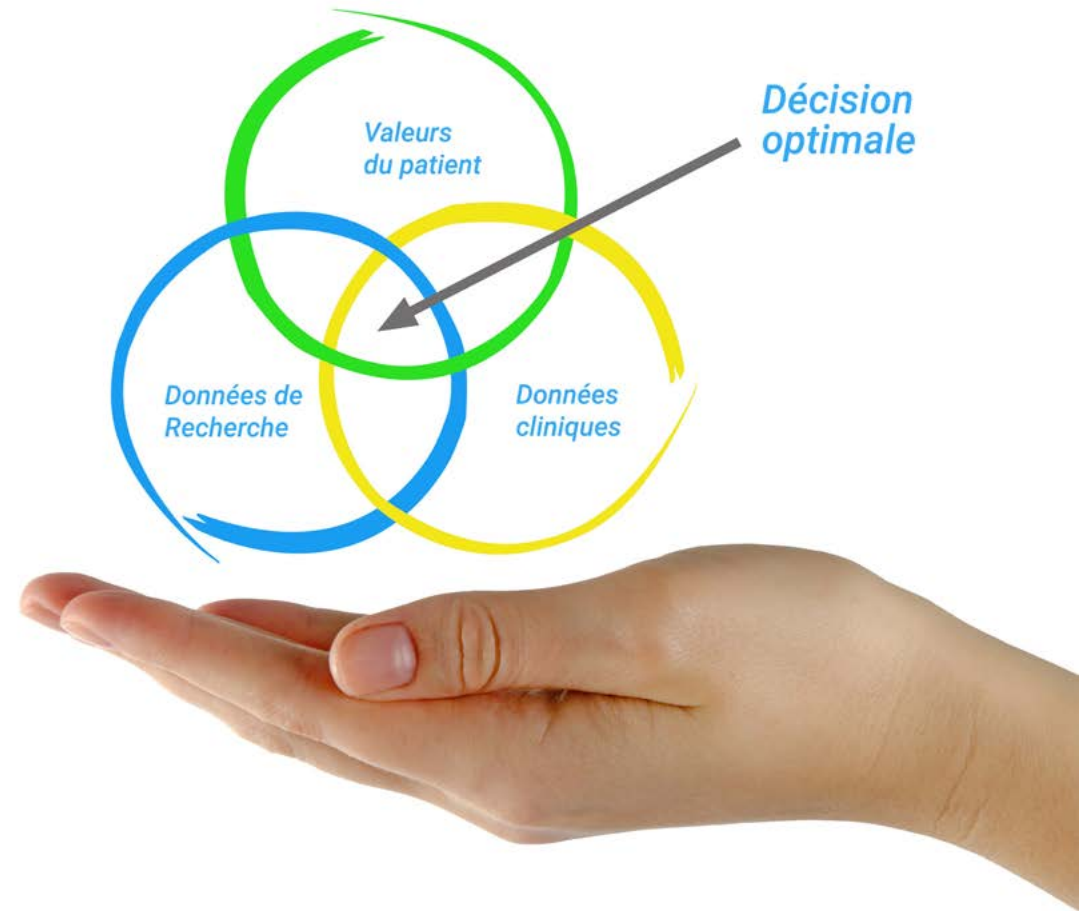 Valeurs
du patient
Décision
optimale
Données de
Recherche
Données
cliniques